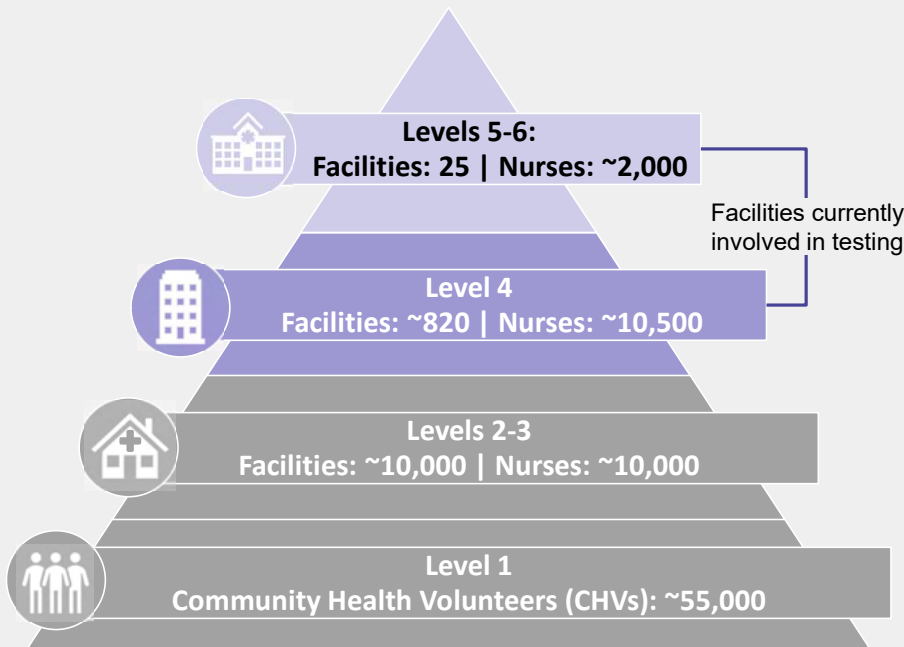 Levels 5-6:
Facilities: 25 | Nurses: ~2,000
Facilities currently
involved in testing
Level 4
Facilities: ~820 | Nurses: ~10,500
Levels 2-3
Facilities: ~10,000 | Nurses: ~10,000
Level 1
Community Health Volunteers (CHVs): ~55,000